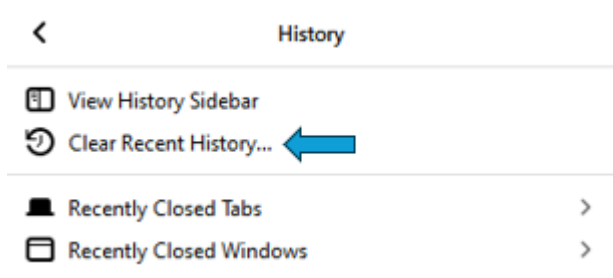 History
View History Sidebar
Clear Recent History...
Recently Closed Tabs
Recently Closed Windows